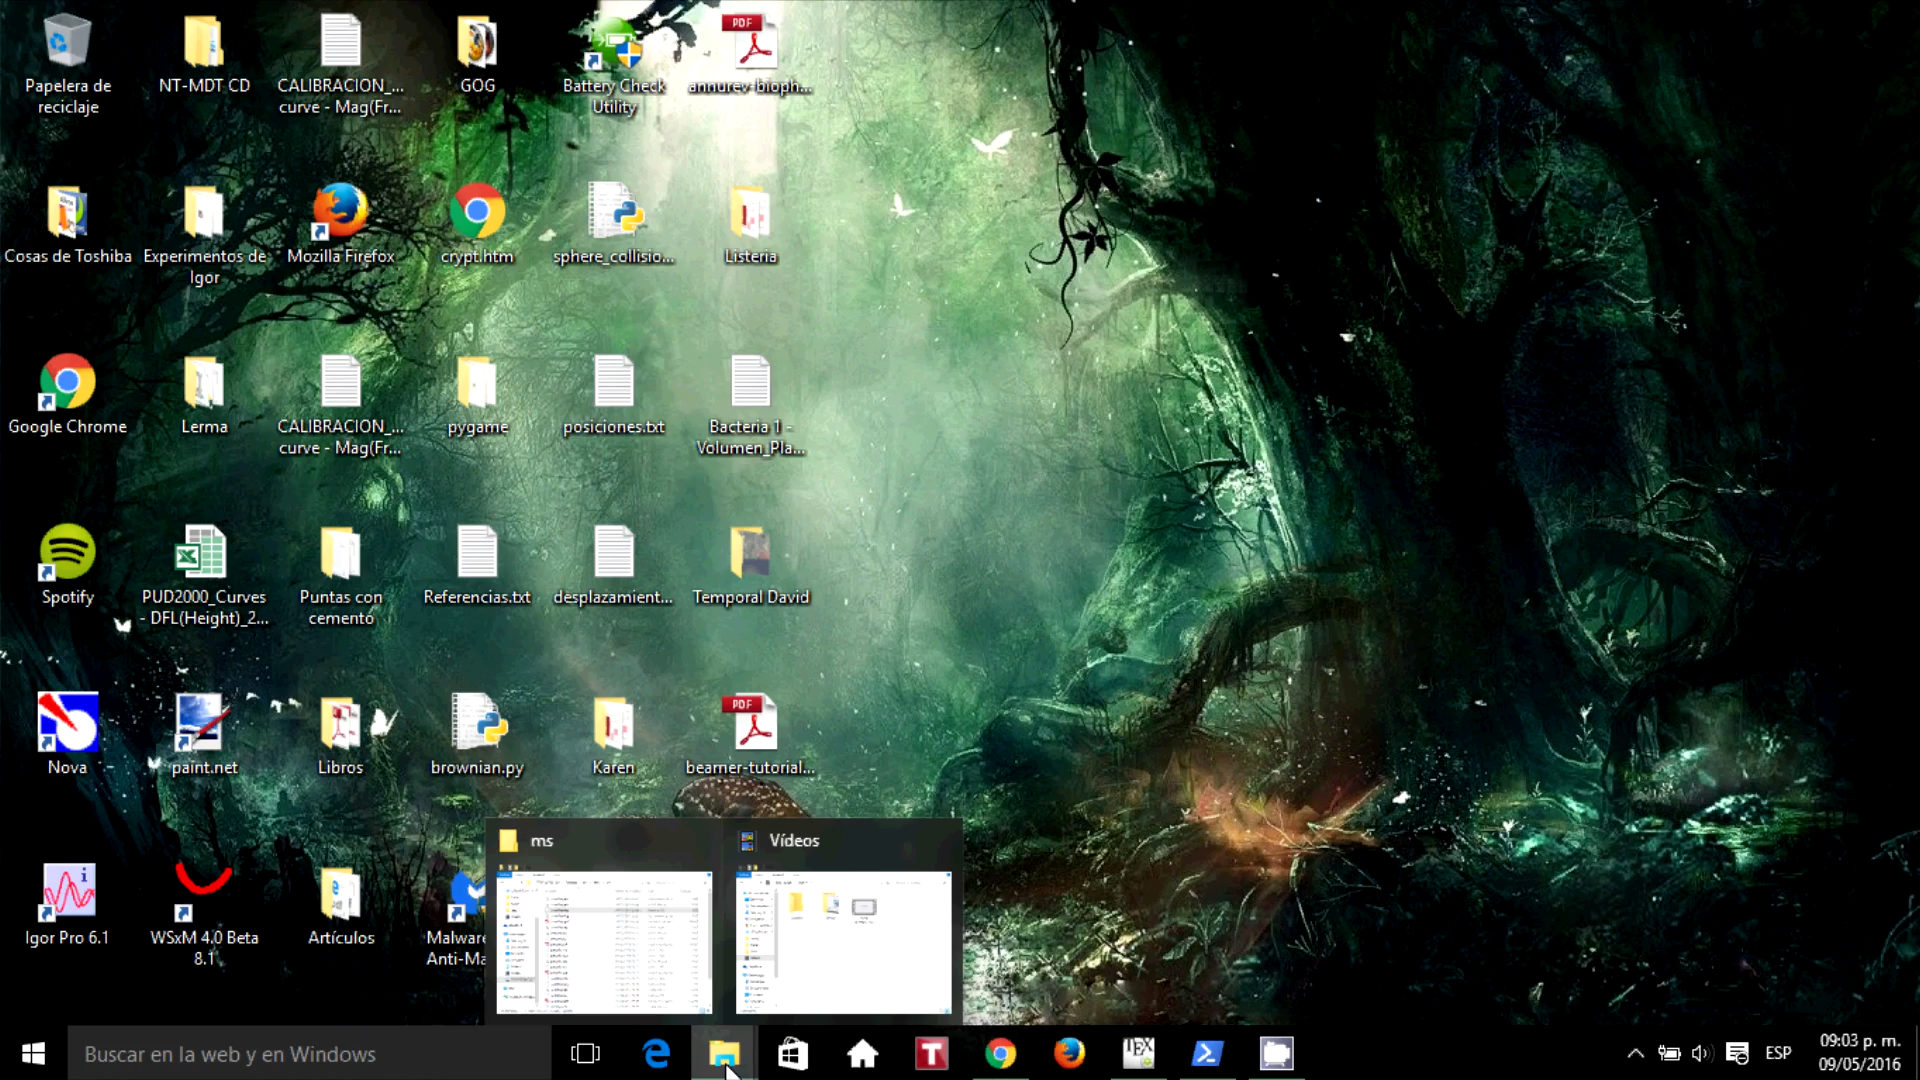 Papelera de
reciclaje
NT-MDT CD
CALIBRACION_...
curve - Mag(Fr...
GOG
Battery Check
Utility
PDF
annurev-bioph...
Cosas de Toshiba
Experimentos de
Igor
Mozilla Firefox
crypt.htm
sphere_collisio...
Listeria
Google Chrome
Lerma
CALIBRACION_...
curve - Mag(Fr...
pygame
posiciones.txt
Bacteria 1 -
Volumen_Pla...
Spotify
PUD2000_Curves
- DFL(Height)_2...
Puntas con
cemento
Referencias.txt
desplazamient...
Temporal David
Nova
paint.net
Libros
brownian.py
Karen
PDF
beamer-tutorial...
Igor Pro 6.1
WSxM 4.0 Beta
8.1
Artículos
Malware
Anti-Ma
ms
Vídeos
Buscar en la web y en Windows
T
TEX
ESP
09:03 p. m.
09/05/2016